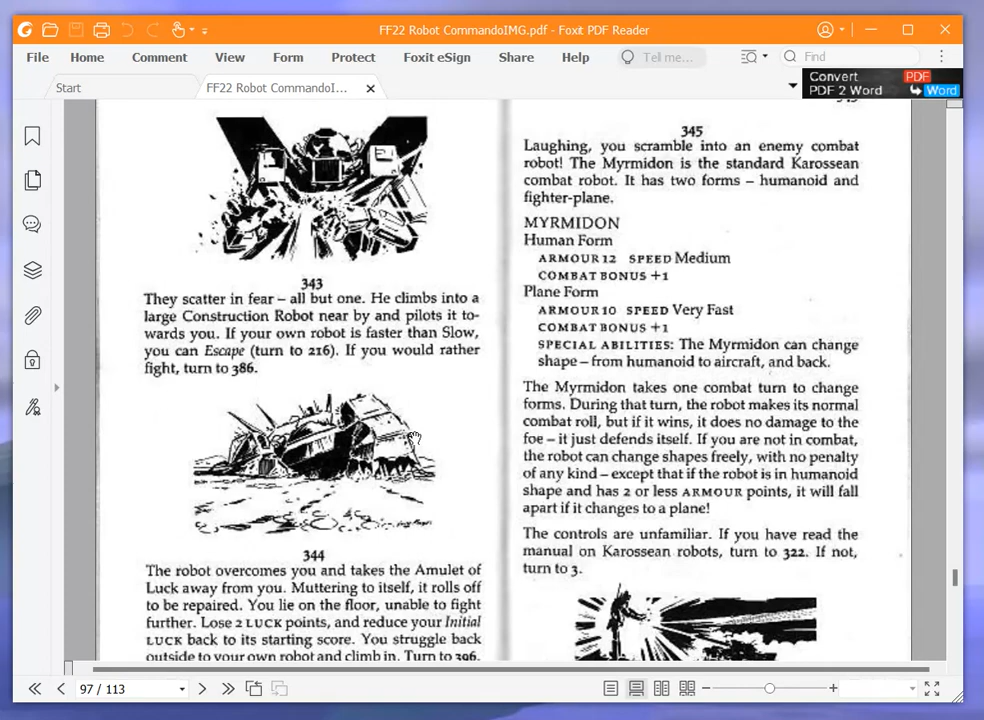 FF22 Robot CommandoIMG.pdf - Foxit PDF Reader
File Home Comment View Form Protect Foxit eSign Share Help Tell me... Find
Start FF22 Robot CommandoI...
Convert PDF
PDF 2 Word Word
343
They scatter in fear – all but one. He climbs into a
large Construction Robot near by and pilots it to-
wards you. If your own robot is faster than Slow,
you can Escape (turn to 216). If you would rather
fight, turn to 386.
344
The robot overcomes you and takes the Amulet of
Luck away from you. Muttering to itself, it rolls off
to be repaired. You lie on the floor, unable to fight
further. Lose 2 LUCK points, and reduce your Initial
LUCK back to its starting score. You struggle back
outside to your own robot and climb in. Turn to 396.
345
Laughing, you scramble into an enemy combat
robot! The Myrmidon is the standard Karossean
combat robot. It has two forms – humanoid and
fighter-plane.
MYRMIDON
Human Form
ARMOUR 12 SPEED Medium
COMBAT BONUS +1
Plane Form
ARMOUR 10 SPEED Very Fast
COMBAT BONUS +1
SPECIAL ABILITIES: The Myrmidon can change
shape – from humanoid to aircraft, and back.
The Myrmidon takes one combat turn to change
forms. During that turn, the robot makes its normal
combat roll, but if it wins, it does no damage to the
foe – it just defends itself. If you are not in combat,
the robot can change shapes freely, with no penalty
of any kind – except that if the robot is in humanoid
shape and has 2 or less ARMOUR points, it will fall
apart if it changes to a plane!
The controls are unfamiliar. If you have read the
manual on Karossean robots, turn to 322. If not,
turn to 3.
97 / 113